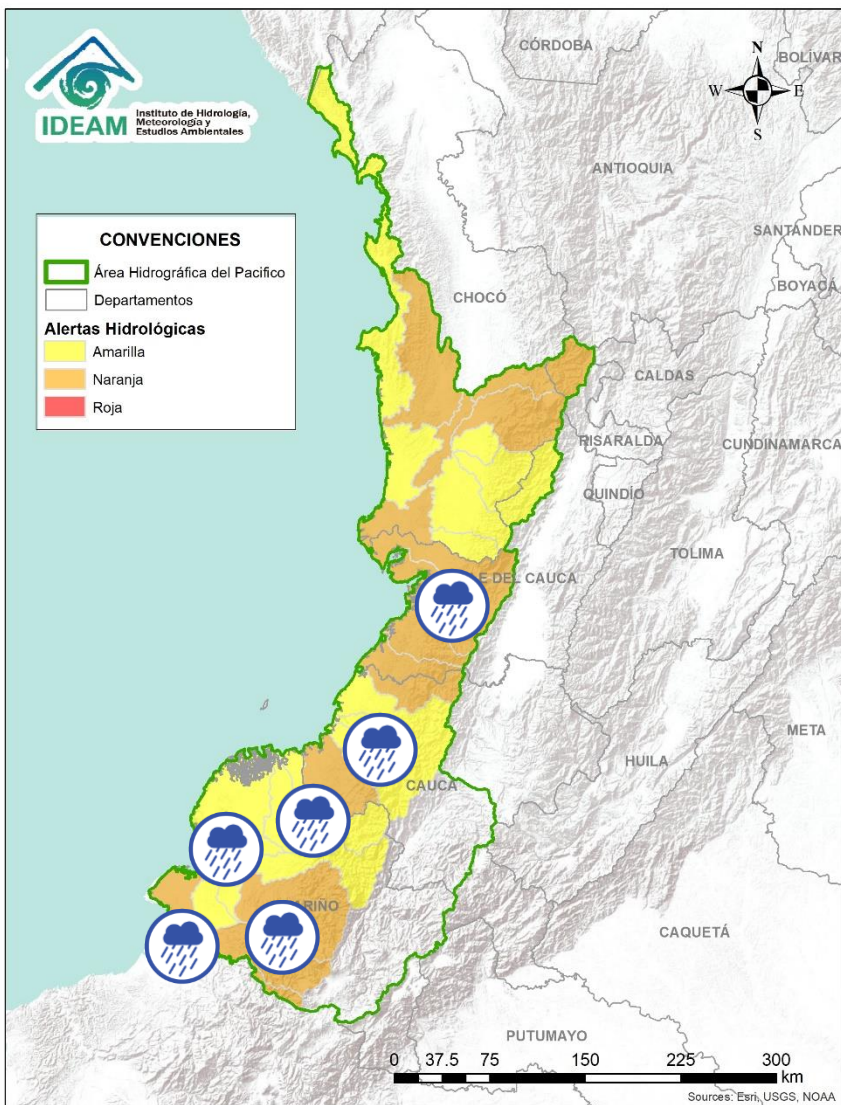 IDEAM
Instituto de Hidrología,
Meteorología y
Estudios Ambientales
CÓRDOBA
BOLÍVAR
N
W
E
S
ANTIOQUIA
SANTANDER
BOYACÁ
CONVENCIONES
Área Hidrográfica del Pacifico
Departamentos
Alertas Hidrológicas
Amarilla
Naranja
Roja
CHOCÓ
CALDAS
RISARALDA
CUNDINAMARCA
QUINDÍO
TOLIMA
LE DEL CAUCA
META
HUILA
CAUCA
ARIÑO
CAQUETÁ
PUTUMAYO
0 37.5 75 150 225 300
km
Sources: Esri, USGS, NOAA